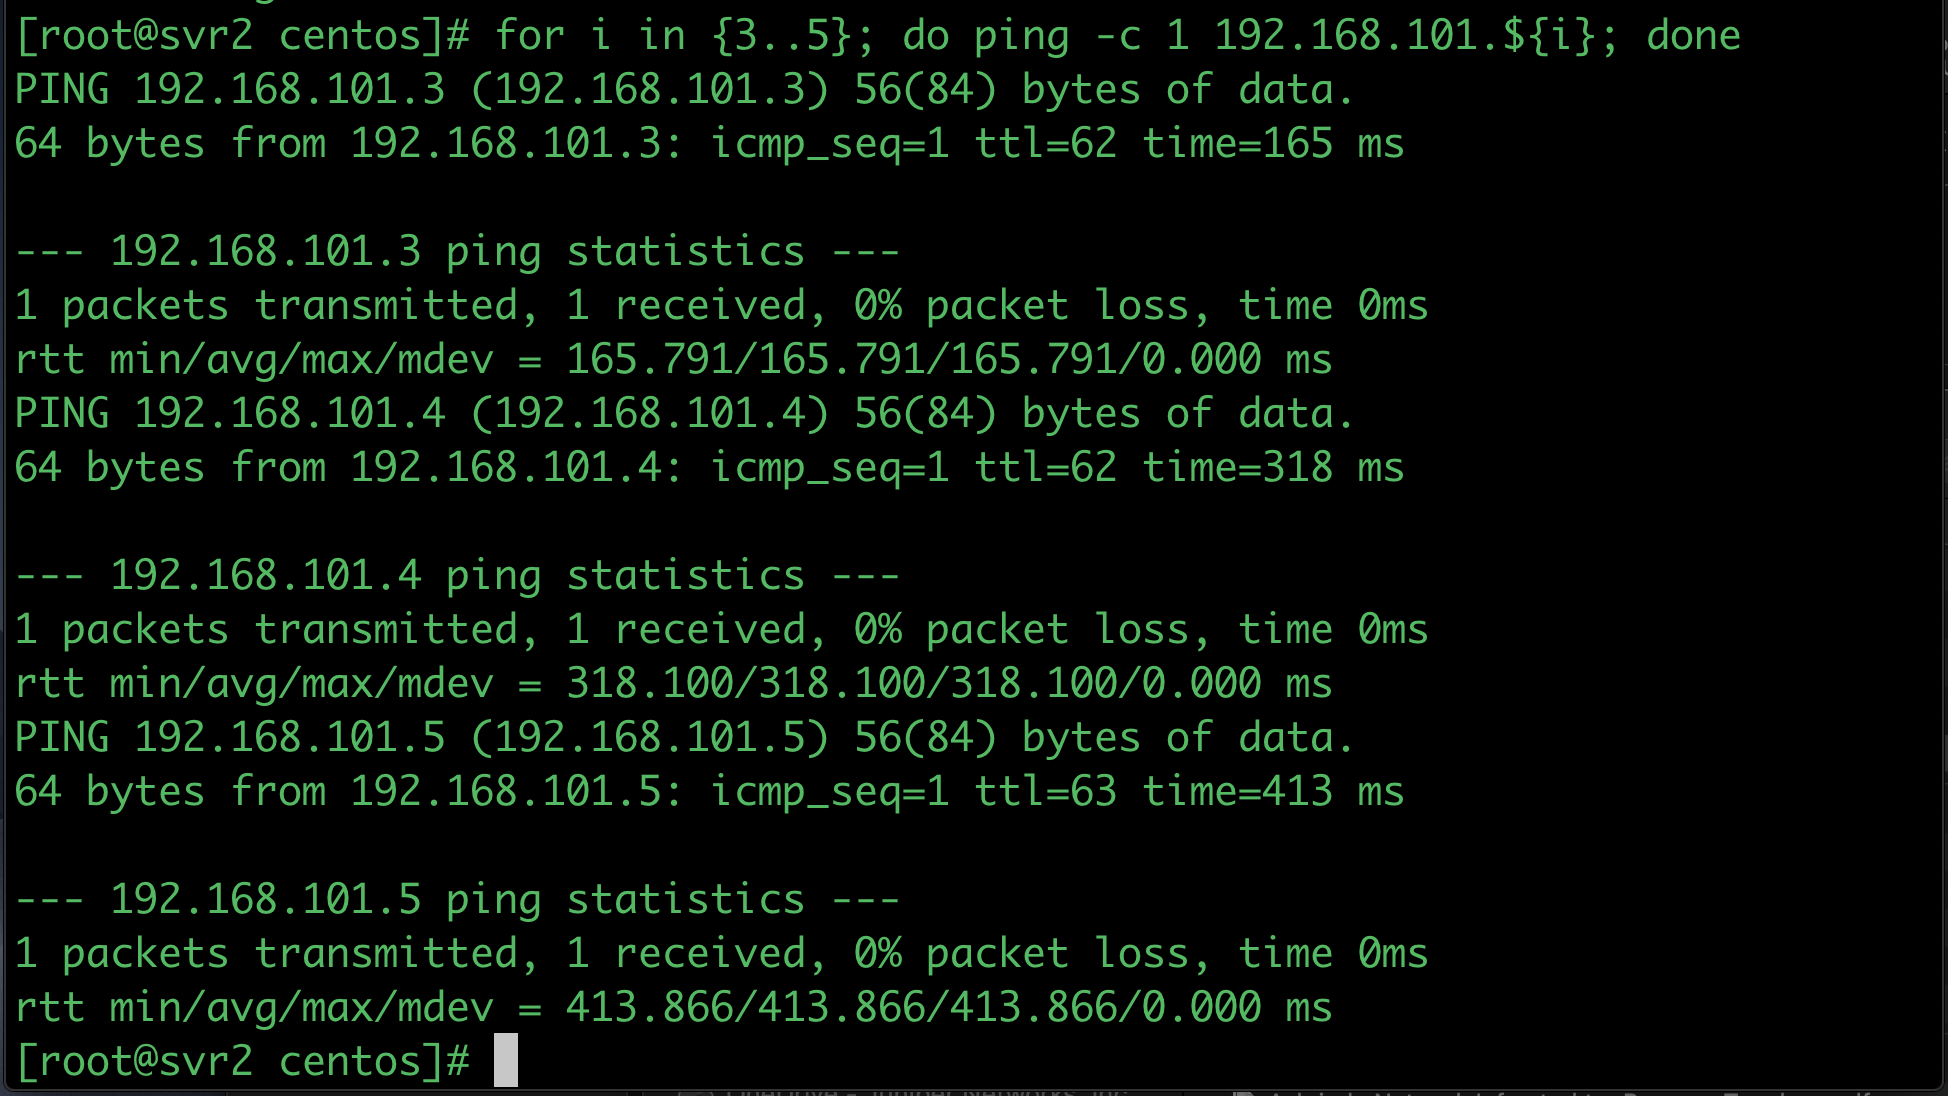 [root@svr2 centos]# for i in {3..5}; do ping -c 1 192.168.101.${i}; done
PING 192.168.101.3 (192.168.101.3) 56(84) bytes of data.
64 bytes from 192.168.101.3: icmp_seq=1 ttl=62 time=165 ms

--- 192.168.101.3 ping statistics ---
1 packets transmitted, 1 received, 0% packet loss, time 0ms
rtt min/avg/max/mdev = 165.791/165.791/165.791/0.000 ms
PING 192.168.101.4 (192.168.101.4) 56(84) bytes of data.
64 bytes from 192.168.101.4: icmp_seq=1 ttl=62 time=318 ms

--- 192.168.101.4 ping statistics ---
1 packets transmitted, 1 received, 0% packet loss, time 0ms
rtt min/avg/max/mdev = 318.100/318.100/318.100/0.000 ms
PING 192.168.101.5 (192.168.101.5) 56(84) bytes of data.
64 bytes from 192.168.101.5: icmp_seq=1 ttl=63 time=413 ms

--- 192.168.101.5 ping statistics ---
1 packets transmitted, 1 received, 0% packet loss, time 0ms
rtt min/avg/max/mdev = 413.866/413.866/413.866/0.000 ms
[root@svr2 centos]#